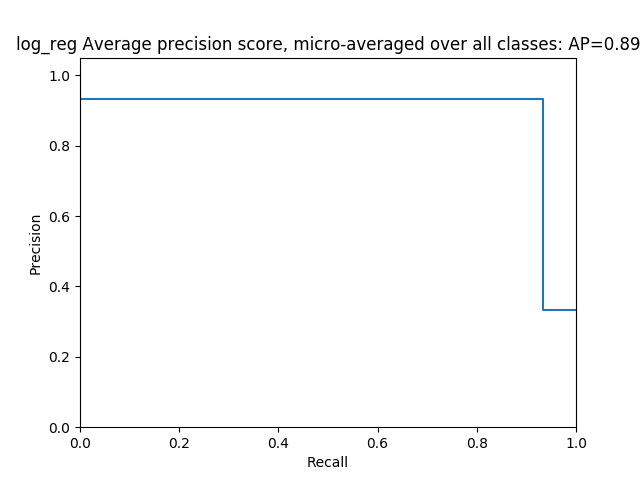 log_reg Average precision score, micro-averaged over all classes: AP=0.89
1.0
0.8
0.6
0.4
0.2
0.0
Precision
0.0 0.2 0.4 0.6 0.8 1.0
Recall